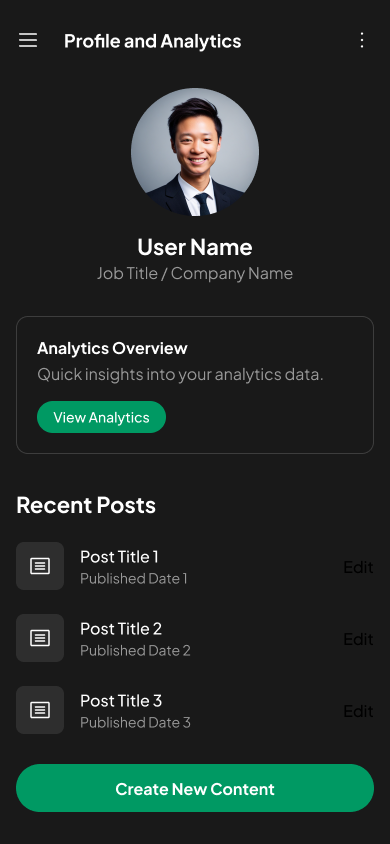 Profile and Analytics
User Name
Job Title / Company Name
Analytics Overview
Quick insights into your analytics data.
View Analytics
Recent Posts
Post Title 1
Published Date 1
Edit
Post Title 2
Published Date 2
Edit
Post Title 3
Published Date 3
Edit
Create New Content